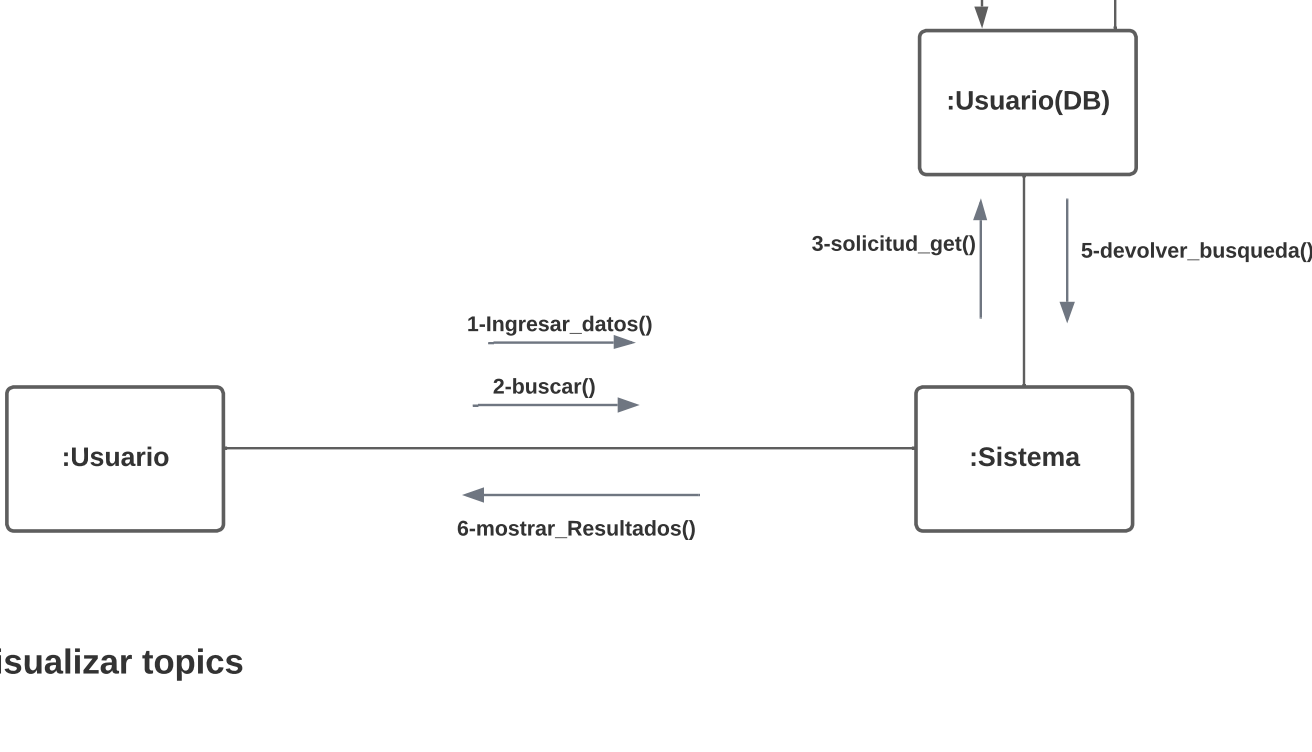 :Usuario(DB)
3-solicitud_get()
5-devolver_busqueda()
1-Ingresar_datos()
2-buscar()
:Usuario
:Sistema
6-mostrar_Resultados()
isualizar topics